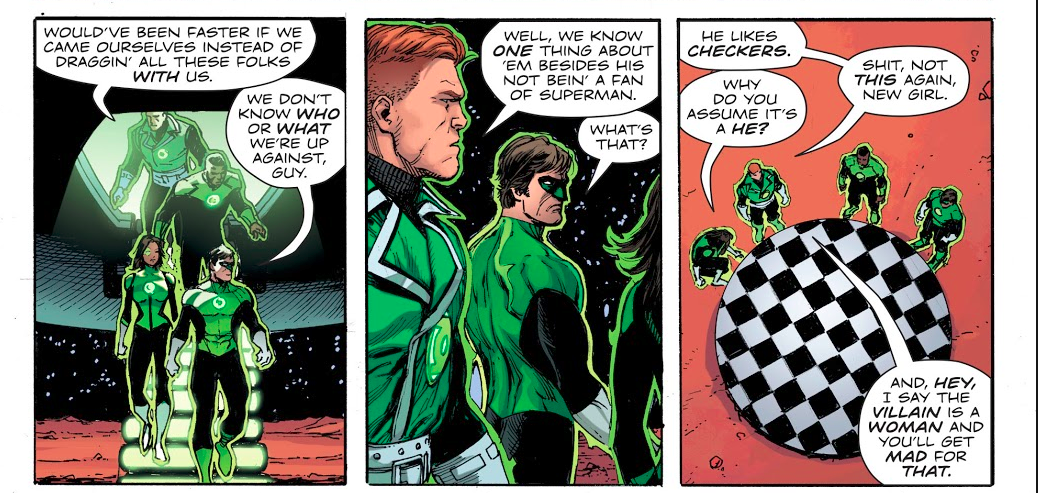 WOULD'VE BEEN FASTER IF WE
CAME OURSELVES INSTEAD OF
DRAGGIN' ALL THESE FOLKS
WITH US.
WE DON'T
KNOW WHO
OR WHAT
WE'RE UP
AGAINST,
GUY.
WELL, WE KNOW
ONE THING ABOUT
'EM BESIDES HIS
NOT BEIN' A FAN
OF SUPERMAN.
WHAT'S
THAT?
HE LIKES
CHECKERS.
WHY
DO YOU
ASSUME IT'S
A HE?
SHIT, NOT
THIS AGAIN,
NEW GIRL.
AND, HEY,
I SAY THE
VILLAIN IS A
WOMAN AND
YOU'LL GET
MAD FOR
THAT.